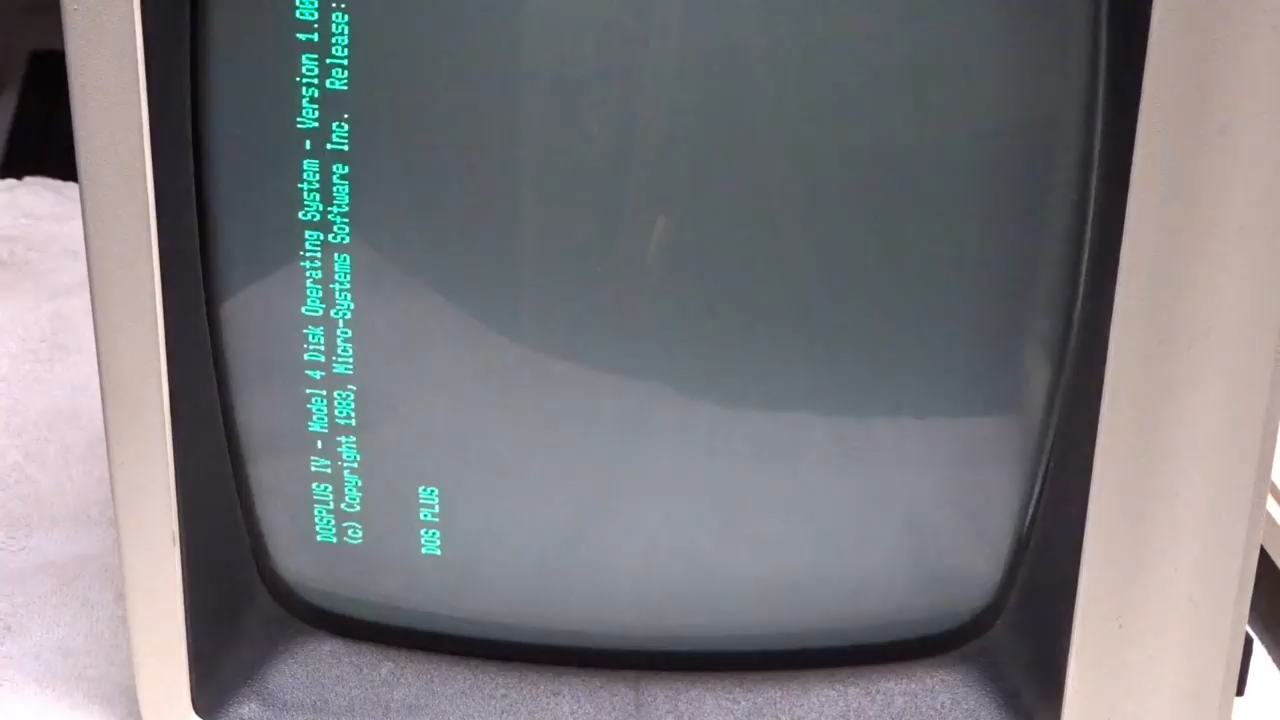 DOSPLUS IV - Model 4 Disk Operating System - Version 1.00
(c) Copyright 1983, Micro-Systems Software Inc. Release:
DOS PLUS